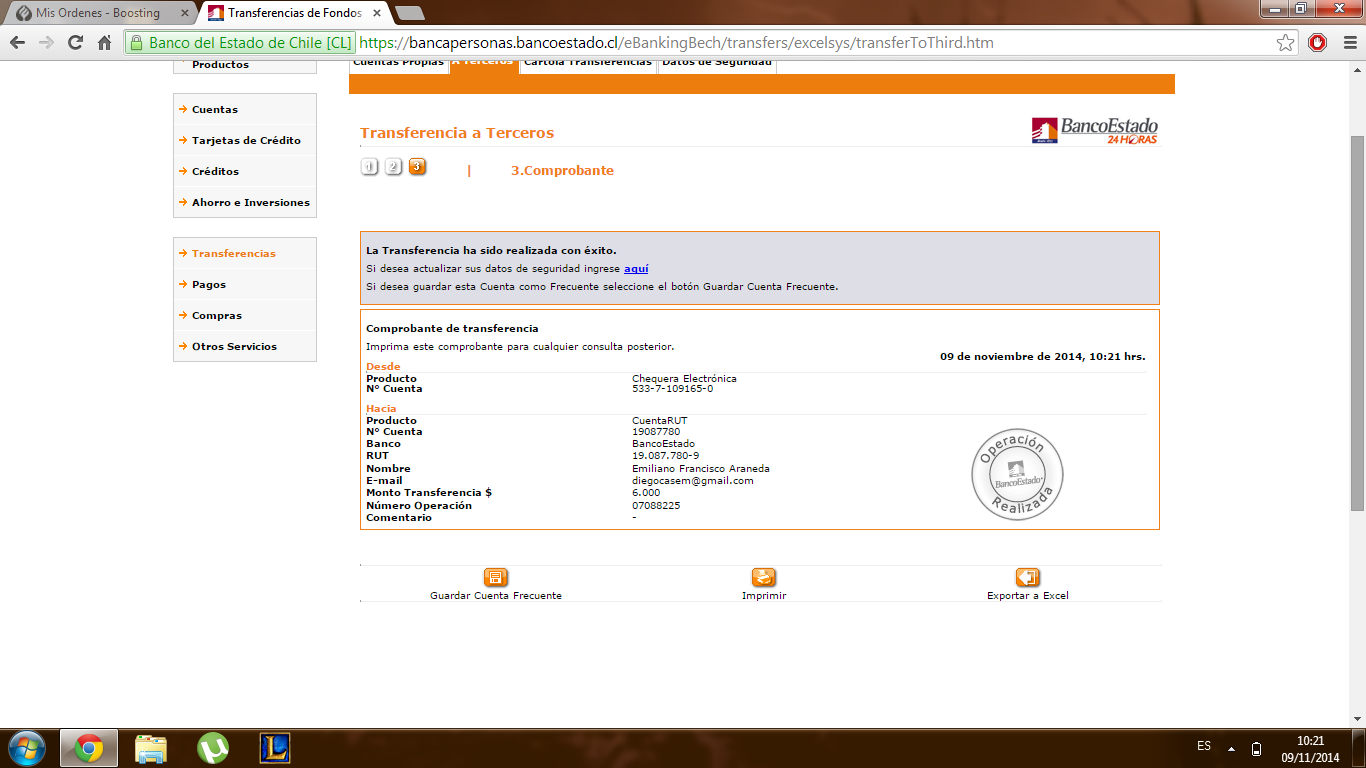 Mis Ordenes - Boosting
Transferencias de Fondos
Banco del Estado de Chile [CL] https://bancapersonas.bancoestado.cl/eBankingBech/transfers/excelsys/transferToThird.htm
Productos
Cuentas Propias A Terceros Cartola Transferencias Datos de Seguridad
Cuentas
Tarjetas de Crédito
Créditos
Ahorro e Inversiones
Transferencias
Pagos
Compras
Otros Servicios
Transferencia a Terceros
BancoEstado
24 HORAS
1 2 3 | 3.Comprobante
La Transferencia ha sido realizada con éxito.
Si desea actualizar sus datos de seguridad ingrese aquí
Si desea guardar esta Cuenta como Frecuente seleccione el botón Guardar Cuenta Frecuente.
Comprobante de transferencia
Imprima este comprobante para cualquier consulta posterior.
09 de noviembre de 2014, 10:21 hrs.
Desde
Producto Chequera Electrónica
N° Cuenta 533-7-109165-0
Hacia
Producto CuentaRUT
N° Cuenta 19087780
Banco BancoEstado
RUT 19.087.780-9
Nombre Emiliano Francisco Araneda
E-mail diegocasem@gmail.com
Monto Transferencia $ 6.000
Número Operación 07088225
Comentario -
Operación
BancoEstado
Realizada
Guardar Cuenta Frecuente Imprimir Exportar a Excel
ES
10:21
09/11/2014